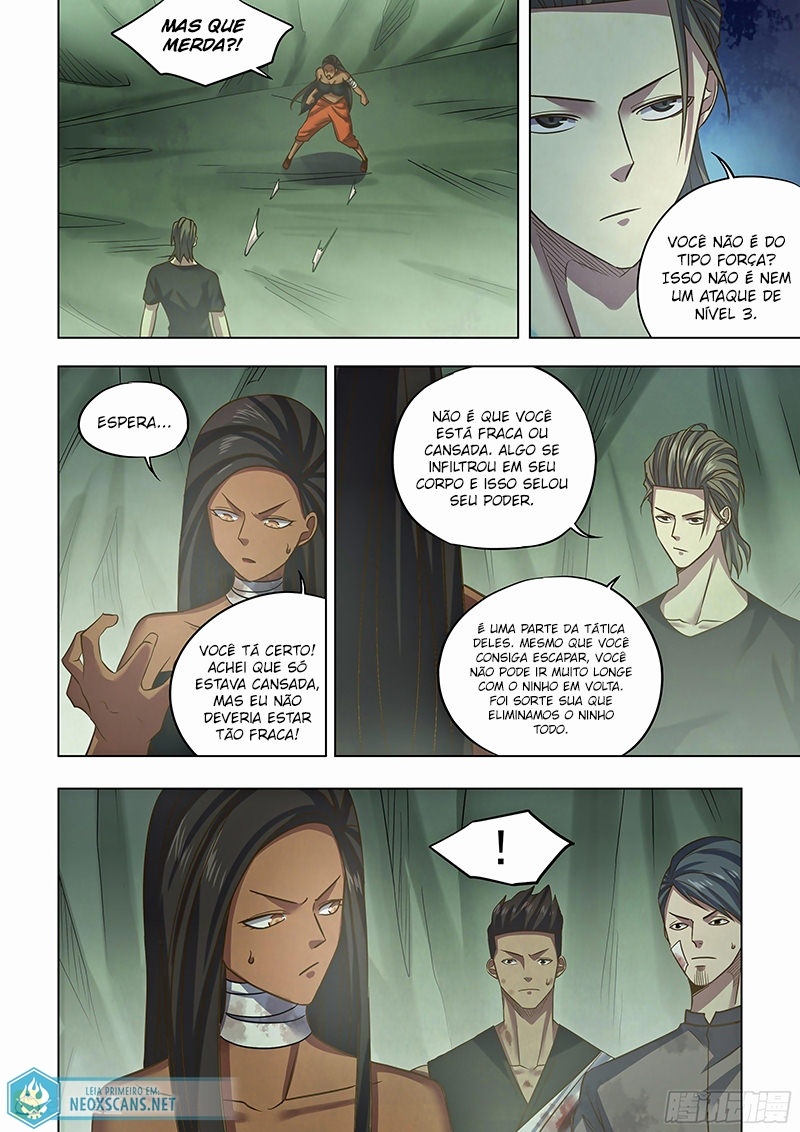 MAS QUE
MERDA?!
VOCÊ NÃO É DO
TIPO FORÇA?
ISSO NÃO É NEM
UM ATAQUE DE
NÍVEL 3.
ESPERA...
VOCÊ TÁ CERTO!
ACHEI QUE SÓ
ESTAVA CANSADA,
MAS EU NÃO
DEVERIA ESTAR
TÃO FRACA!
NÃO É QUE VOCÊ
ESTÁ FRACA OU
CANSADA. ALGO SE
INFILTROU EM SEU
CORPO E ISSO SELOU
SEU PODER.
É UMA PARTE DA TÁTICA
DELES. MESMO QUE VOCÊ
CONSIGA ESCAPAR, VOCÊ
NÃO PODE IR MUITO LONGE
COM O NINHO EM VOLTA.
FOI SORTE SUA QUE
ELIMINAMOS O NINHO
TODO.
!
LEIA PRIMEIRO EM:
NEOXSCANS.NET
腾讯动漫